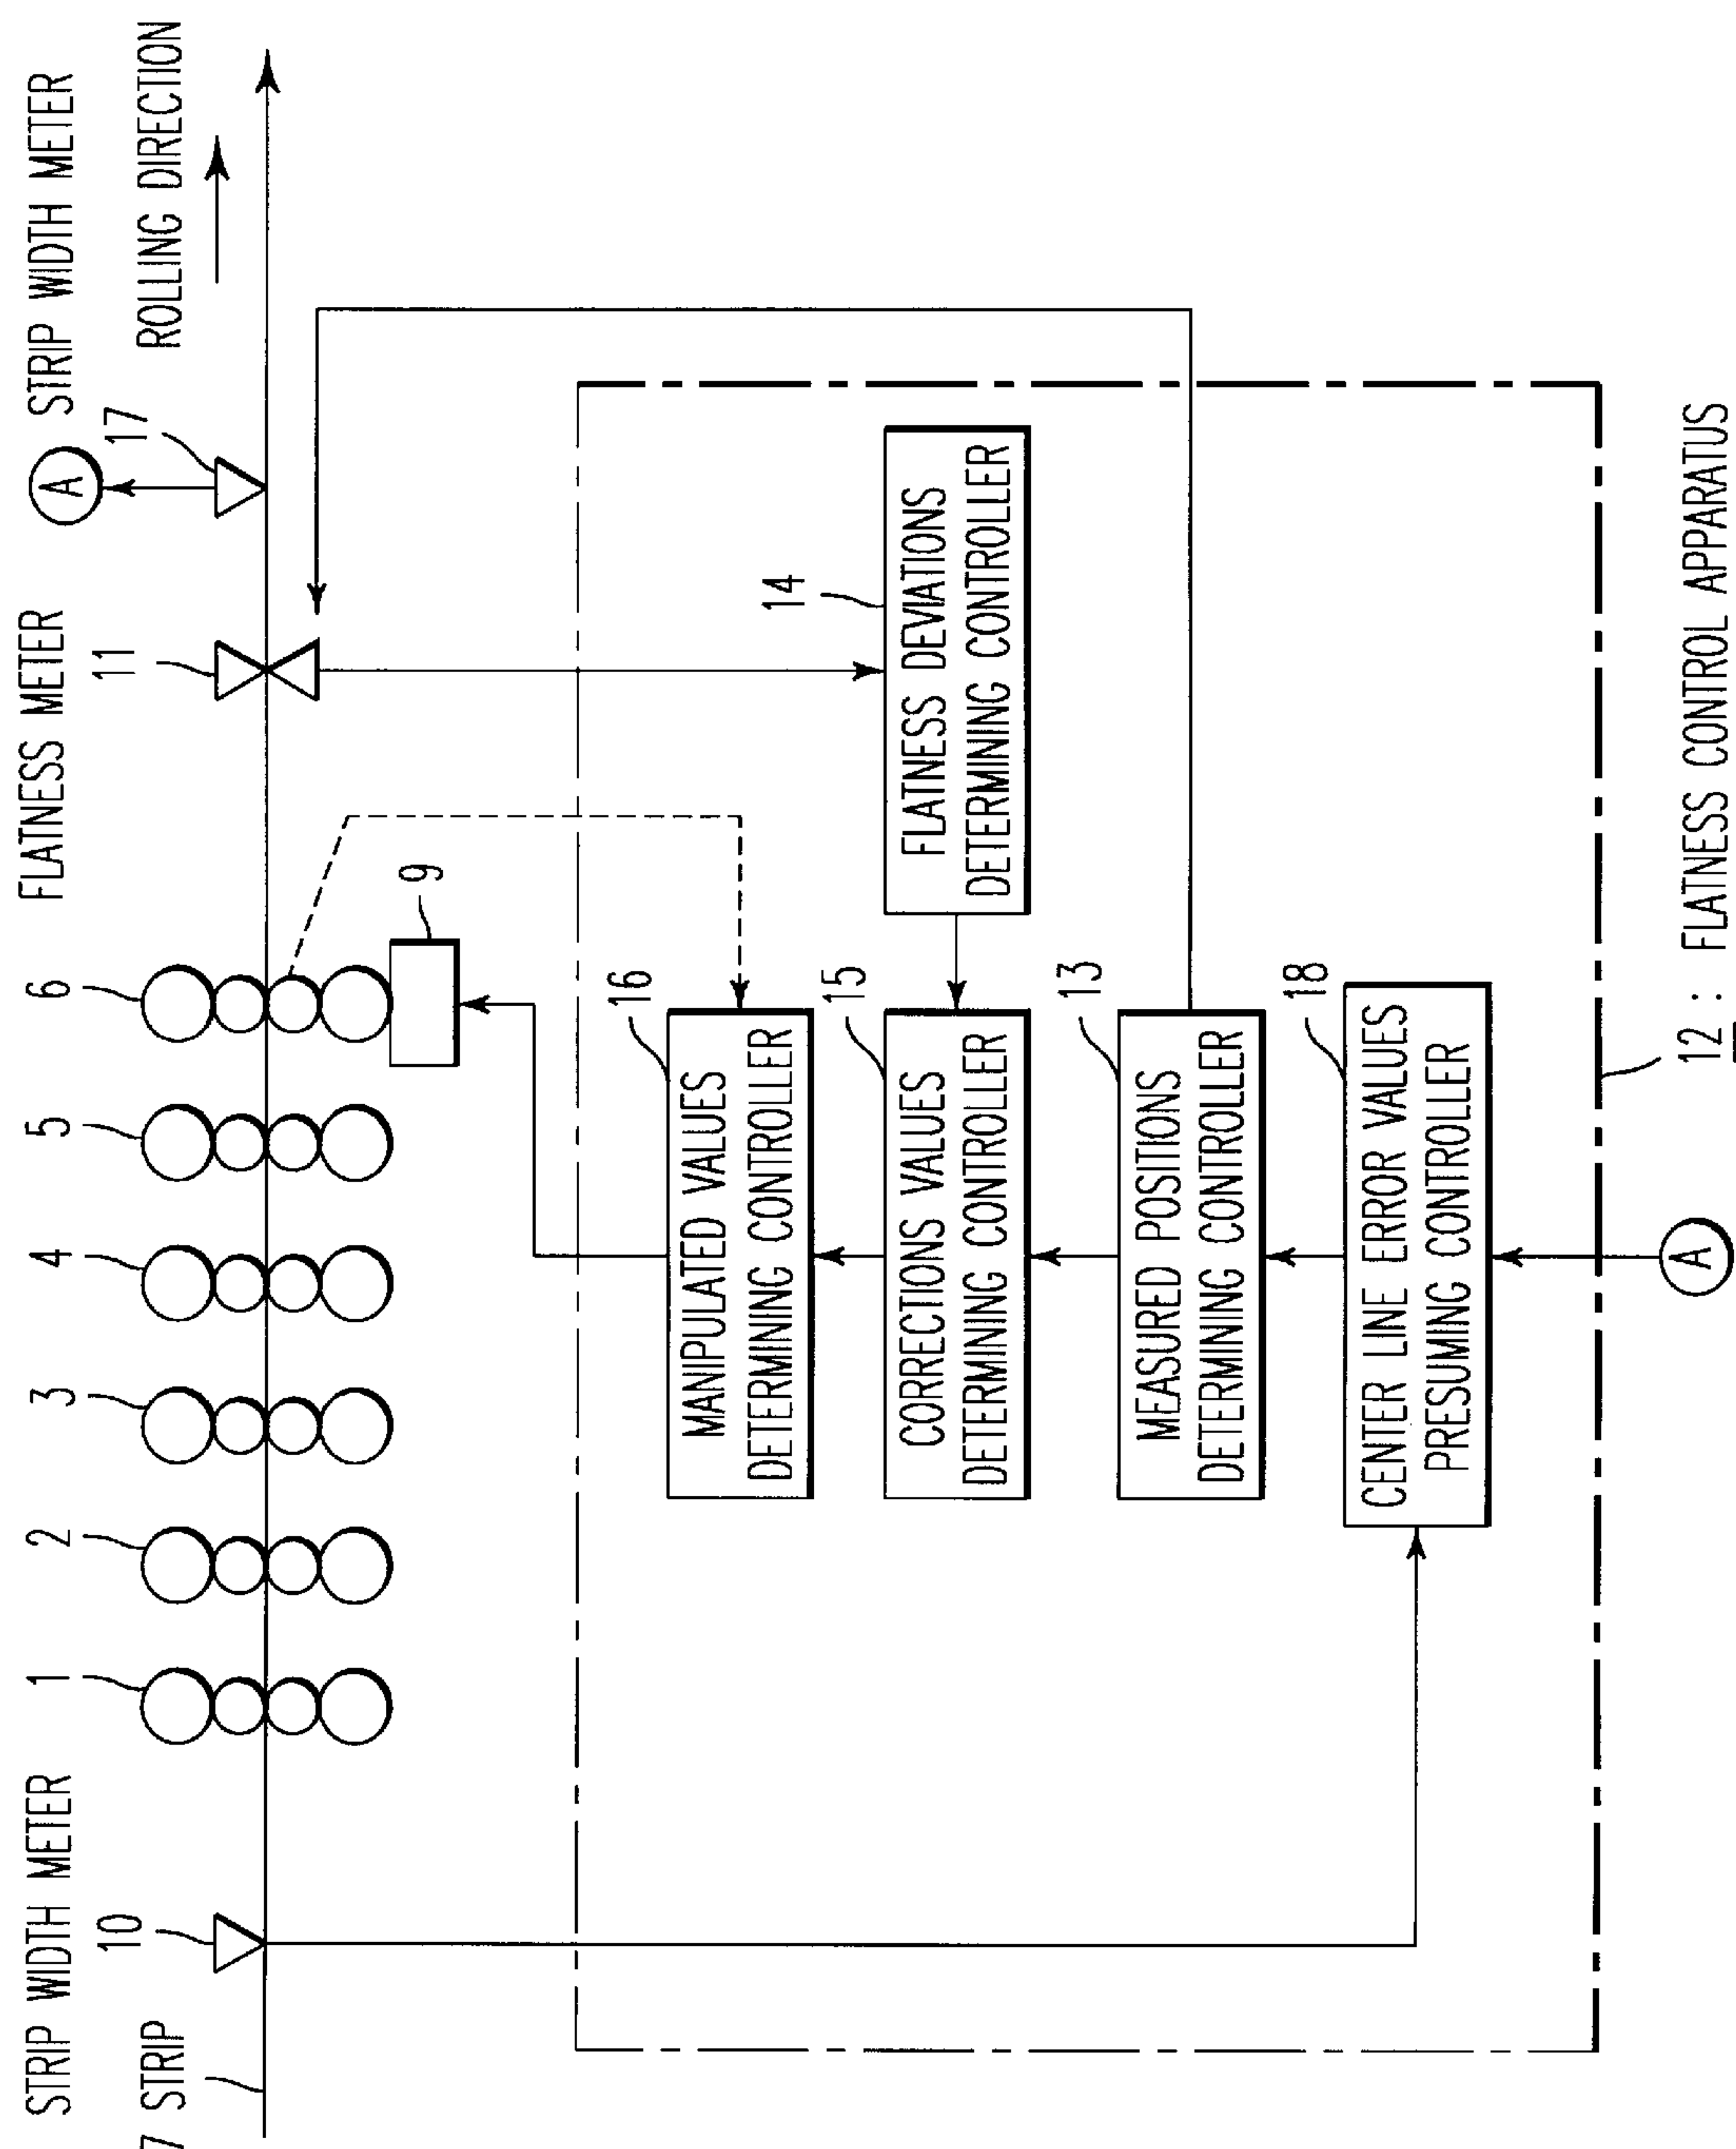 STRIP WIDTH METER
10
7 STRIP
1
2
3
4
5
6
9
FLATNESS METER
11
STRIP WIDTH METER
A
17
ROLLING DIRECTION
16
MANIPULATED VALUES
DETERMINING CONTROLLER
14
FLATNESS DEVIATIONS
DETERMINING CONTROLLER
15
CORRECTIONS VALUES
DETERMINING CONTROLLER
13
MEASURED POSITIONS
DETERMINING CONTROLLER
18
CENTER LINE ERROR VALUES
PRESUMING CONTROLLER
A
12 : FLATNESS CONTROL APPARATUS